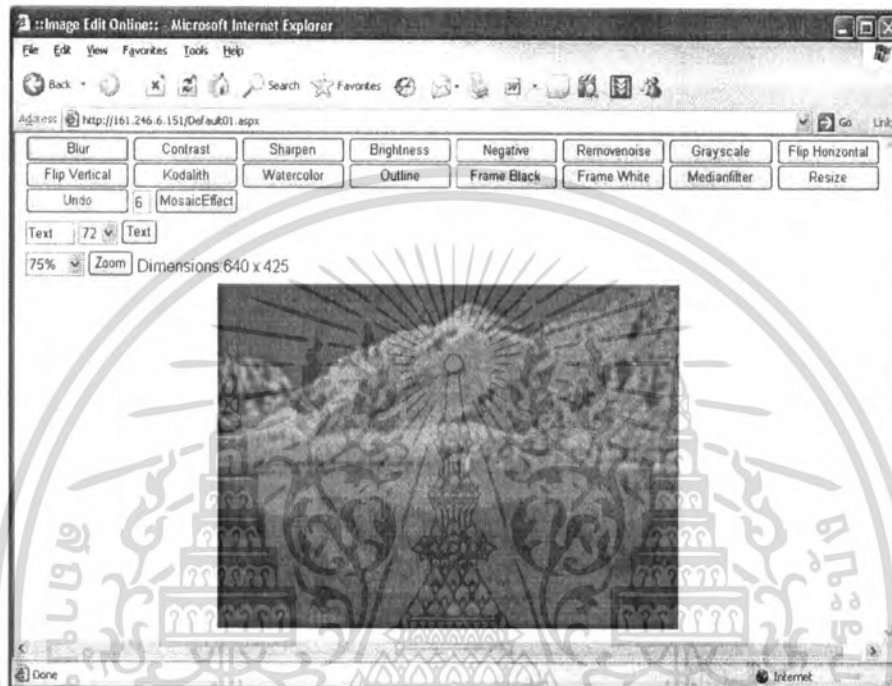 ::Image Edit Online:: - Microsoft Internet Explorer
File Edit View Favorites Tools Help
Back Search Favorites
Address http://161.246.6.151/Default01.aspx Go Links
Blur Contrast Sharpen Brightness Negative Removenoise Grayscale Flip Horizontal
Flip Vertical Kodalith Watercolor Outline Frame Black Frame White Medianfilter Resize
Undo 6 MosaicEffect
Text 72 Text
75% Zoom Dimensions:640 x 425
Done Internet